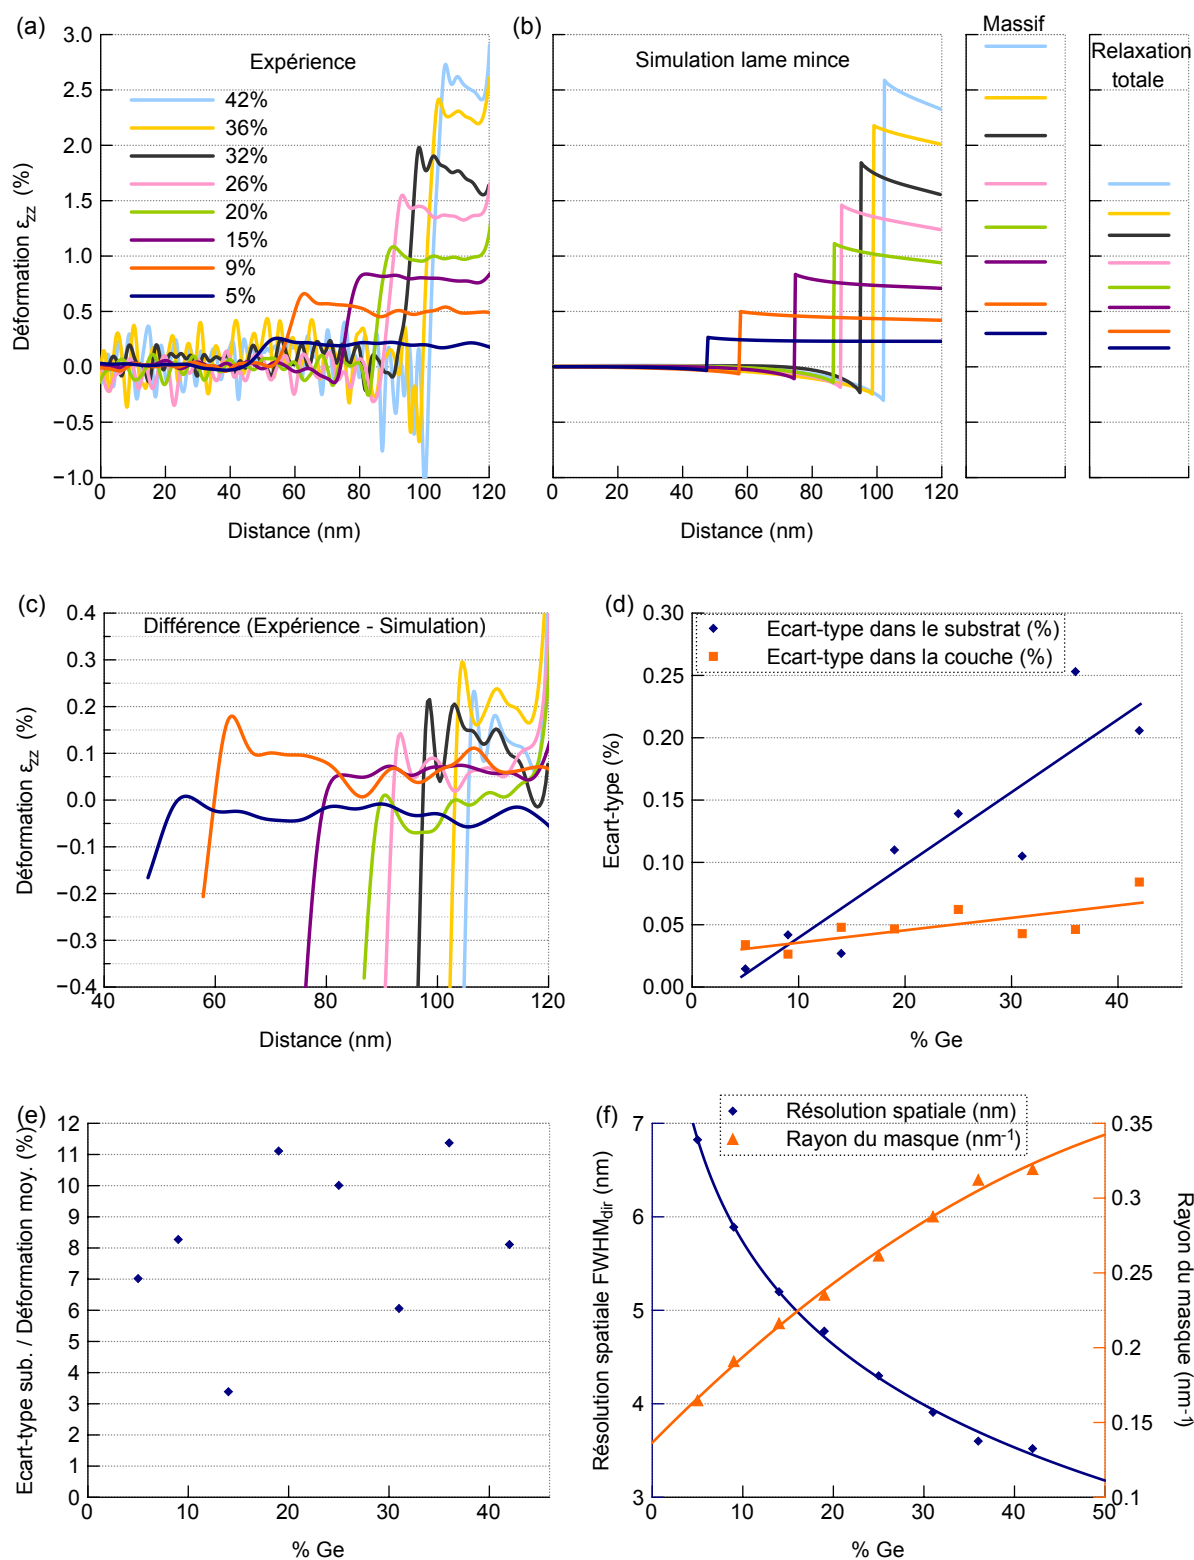 (a)
3.0
2.5
2.0
1.5
1.0
0.5
0.0
−0.5
−1.0
Déformation εzz (%)
Expérience
42%
36%
32%
26%
20%
15%
9%
5%
0 20 40 60 80 100 120
Distance (nm)
(b)
Simulation lame mince
0 20 40 60 80 100 120
Distance (nm)
Massif
Relaxation
totale
(c)
0.4
0.3
0.2
0.1
0.0
−0.1
−0.2
−0.3
−0.4
Déformation εzz (%)
Différence (Expérience - Simulation)
40 60 80 100 120
Distance (nm)
(d)
0.30
0.25
0.20
0.15
0.10
0.05
0.00
Ecart-type (%)
Ecart-type dans le substrat (%)
Ecart-type dans la couche (%)
0 10 20 30 40
% Ge
(e)
12
11
10
9
8
7
6
5
4
3
2
1
0
Ecart-type sub. / Déformation moy. (%)
0 10 20 30 40
% Ge
(f)
7
6
5
4
3
Résolution spatiale FWHMdir (nm)
Résolution spatiale (nm)
Rayon du masque (nm-1)
0.35
0.3
0.25
0.2
0.15
0.1
Rayon du masque (nm-1)
0 10 20 30 40 50
% Ge